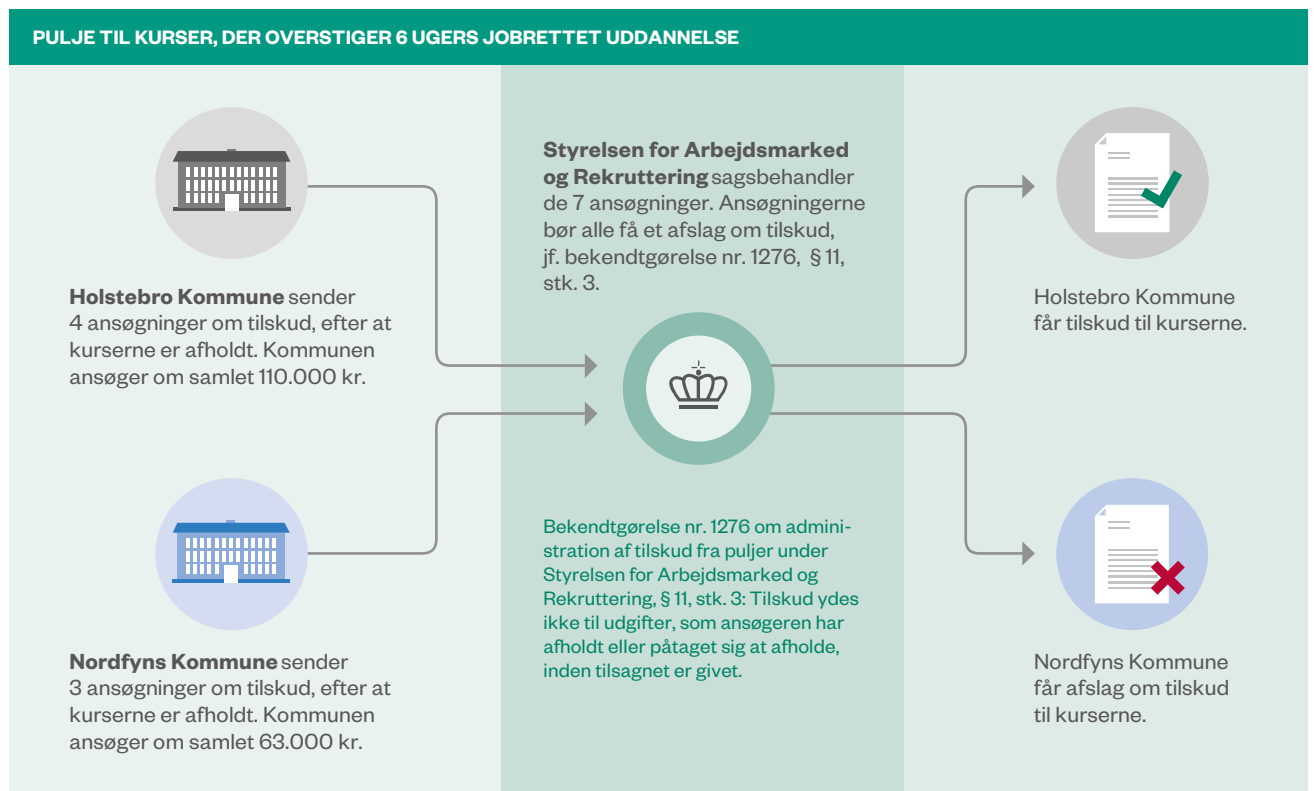 PULJE TIL KURSER, DER OVERSTIGER 6 UGERS JOBRETTET UDDANNELSE
Holstebro Kommune sender
4 ansøgninger om tilskud, efter at
kurserne er afholdt. Kommunen
ansøger om samlet 110.000 kr.
Nordfyns Kommune sender
3 ansøgninger om tilskud, efter at
kurserne er afholdt. Kommunen
ansøger om samlet 63.000 kr.
Styrelsen for Arbejdsmarked
og Rekruttering sagsbehandler
de 7 ansøgninger. Ansøgningerne
bør alle få et afslag om tilskud,
jf. bekendtgørelse nr. 1276, § 11,
stk. 3.
Bekendtgørelse nr. 1276 om admini-
stration af tilskud fra puljer under
Styrelsen for Arbejdsmarked og
Rekruttering, § 11, stk. 3: Tilskud ydes
ikke til udgifter, som ansøgeren har
afholdt eller påtaget sig at afholde,
inden tilsagnet er givet.
Holstebro Kommune
får tilskud til kurserne.
Nordfyns Kommune
får afslag om tilskud
til kurserne.